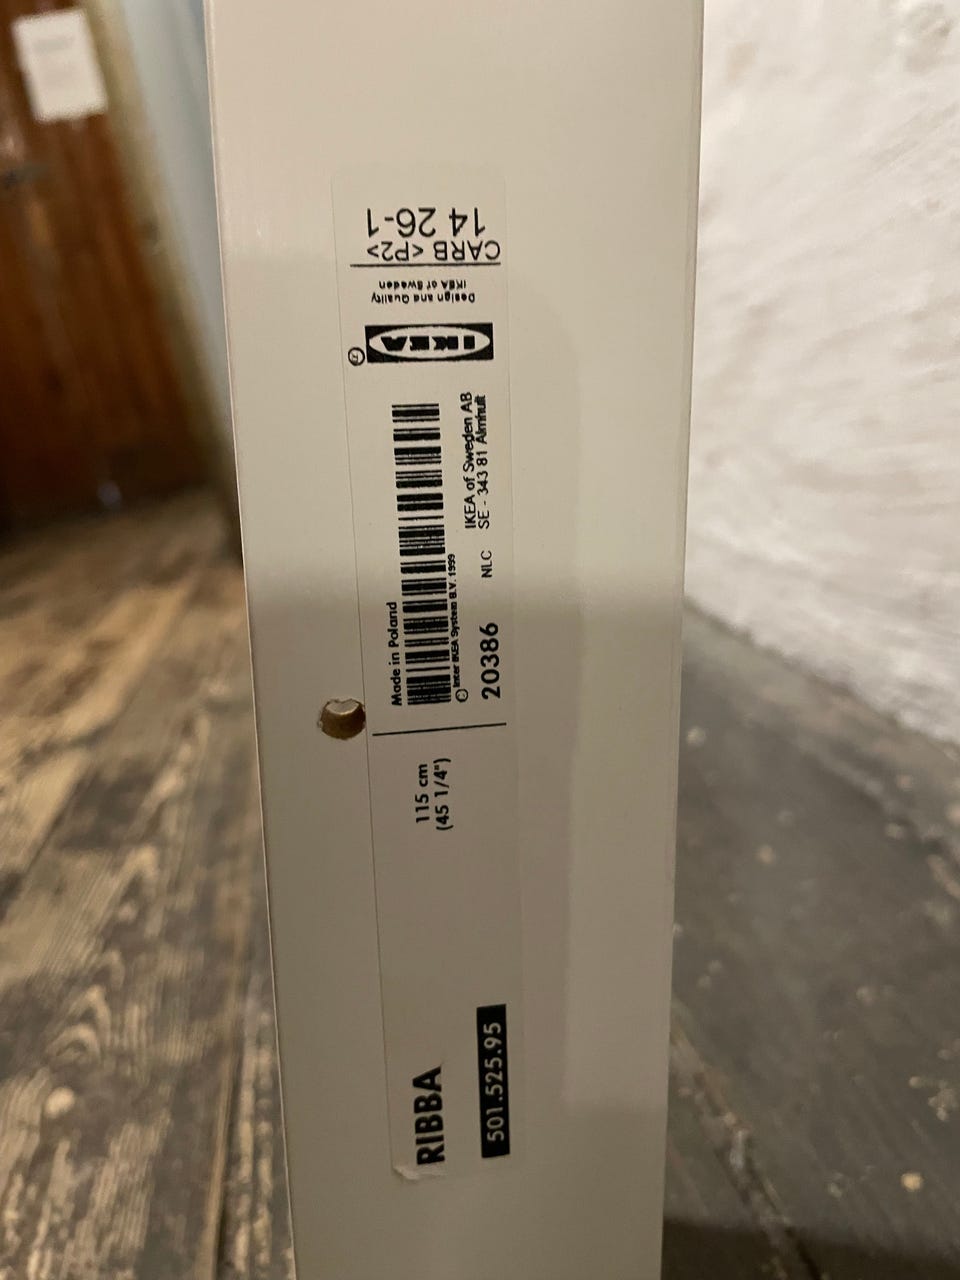 RIBBA
501.525.95
115 cm
(45 1/4")
Made in Poland
© Inter IKEA System B.V. 1999
20386
NLC
IKEA of Sweden AB
SE - 343 81 Älmhult
IKEA
Design and Quality
IKEA of Sweden
CARB <P2>
14 26-1